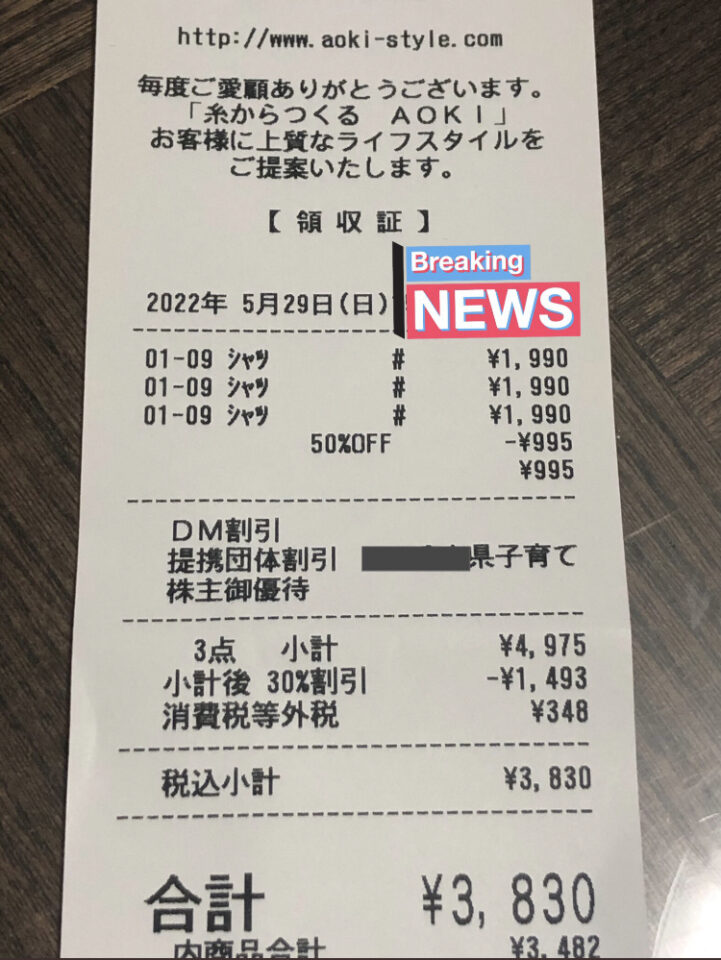 http://www.aoki-style.com
毎度ご愛顧ありがとうございます。
「糸からつくる　ＡＯＫＩ」
お客様に上質なライフスタイルを
ご提案いたします。
【 領 収 証 】
Breaking
NEWS
2022年 5月29日(日)
01-09 ｼｬﾂ # ¥1,990
01-09 ｼｬﾂ # ¥1,990
01-09 ｼｬﾂ # ¥1,990
50%OFF -¥995
¥995
ＤＭ割引
提携団体割引 県子育て
株主御優待
3点 小計 ¥4,975
小計後 30%割引 -¥1,493
消費税等外税 ¥348
税込小計 ¥3,830
合計 ¥3,830
内商品合計 ¥3,482